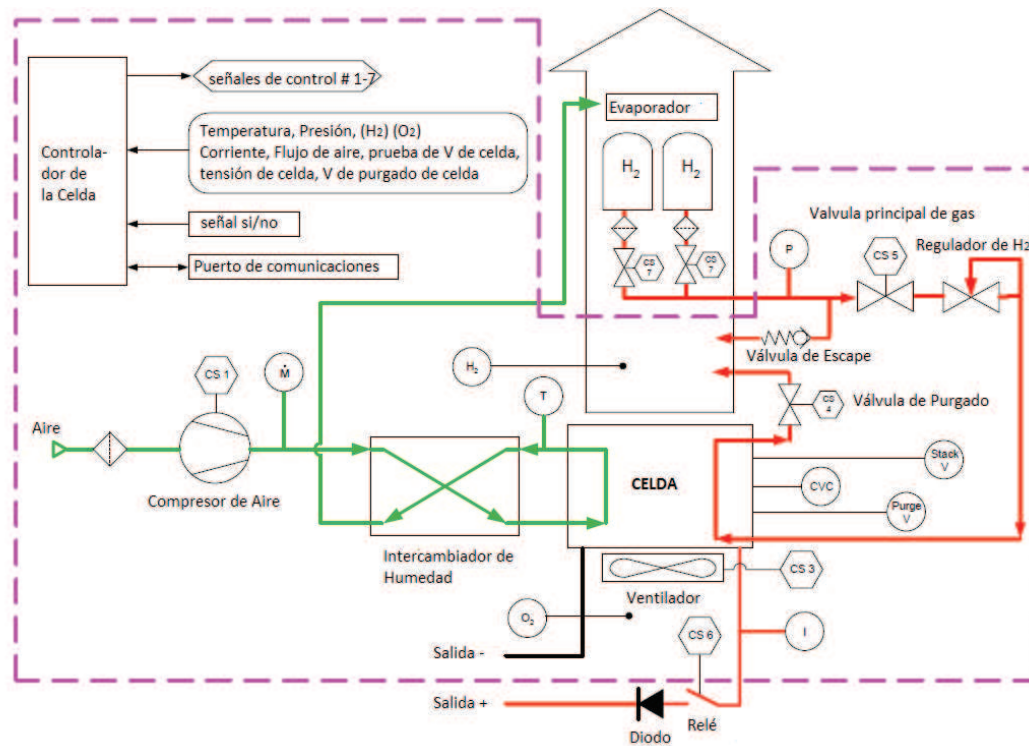 señales de control # 1-7
Controla-
dor de
la Celda
Temperatura, Presión, (H2) (O2)
Corriente, Flujo de aire, prueba de V de celda,
tensión de celda, V de purgado de celda
señal si/no
Puerto de comunicaciones
Evaporador
H2
H2
CS 7
CS 7
P
Valvula principal de gas
CS 5
Regulador de H2
Válvula de Escape
H2
CS 4
Válvula de Purgado
CS 1
Ṁ
T
Aire
Compresor de Aire
Intercambiador de
Humedad
CELDA
Stack
V
CVC
Purge
V
CS 3
Ventilador
O2
CS 6
I
Salida -
Salida +
Diodo
Relé